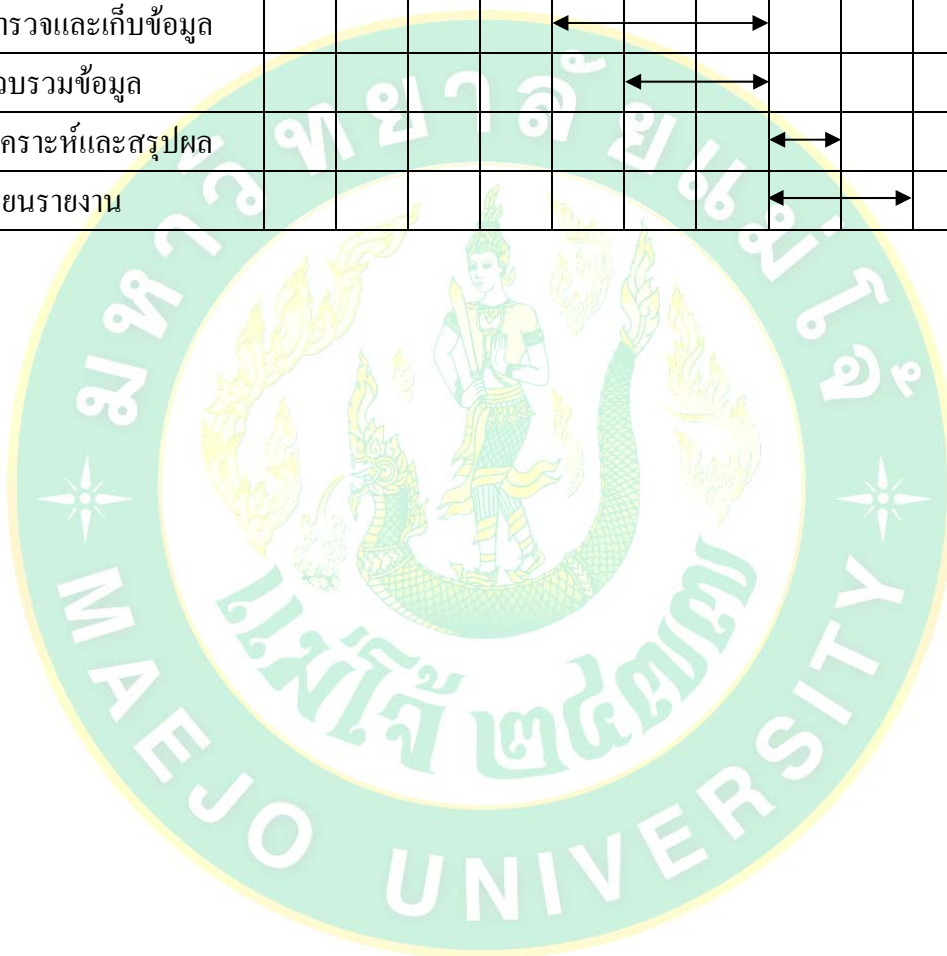 ำรวจและเก็บข้อมูล
วบรวมข้อมูล
คราะห์และสรุปผล
ยนรายงาน
มหาวิทยาลัยแม่โจ้
แม่โจ้ ๒๔๗๗
MAEJO UNIVERSITY